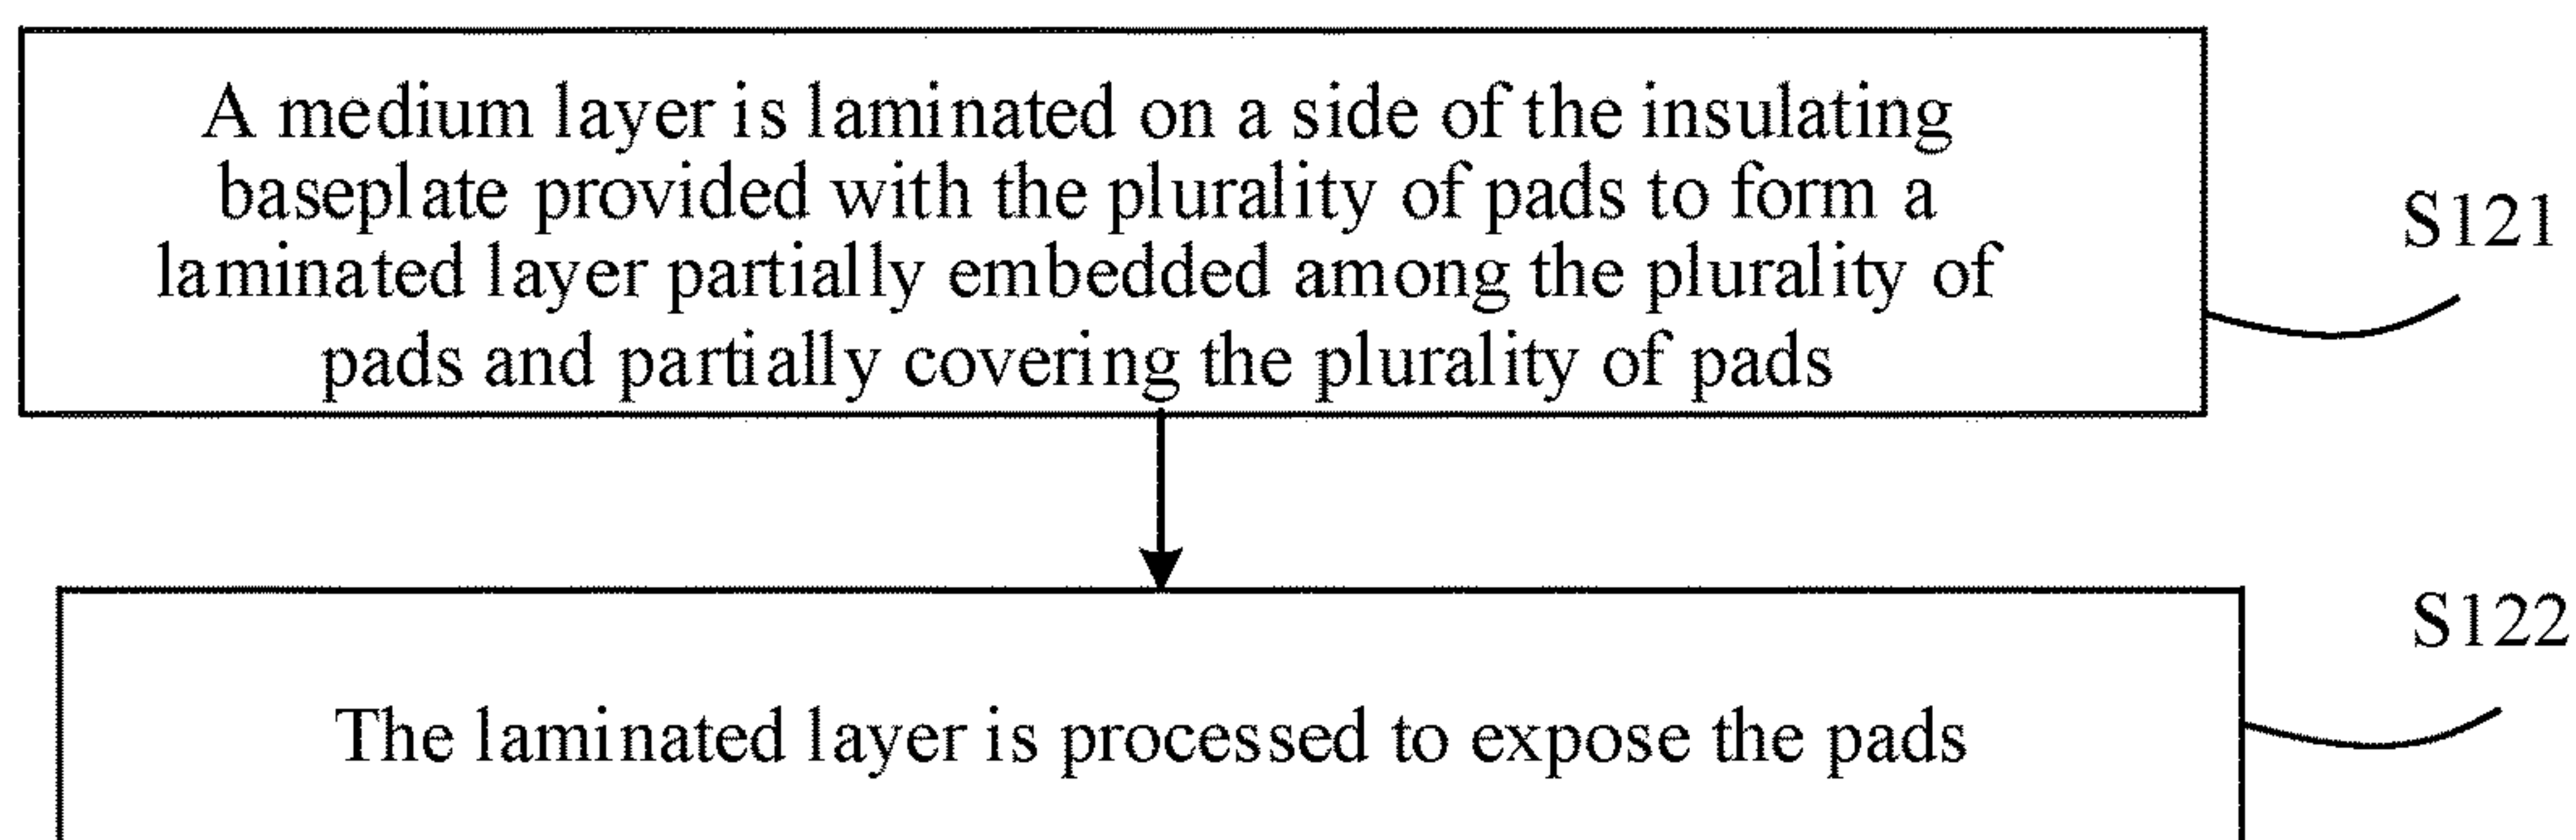 A medium layer is laminated on a side of the insulating
baseplate provided with the plurality of pads to form a
laminated layer partially embedded among the plurality of
pads and partially covering the plurality of pads
S121
The laminated layer is processed to expose the pads
S122